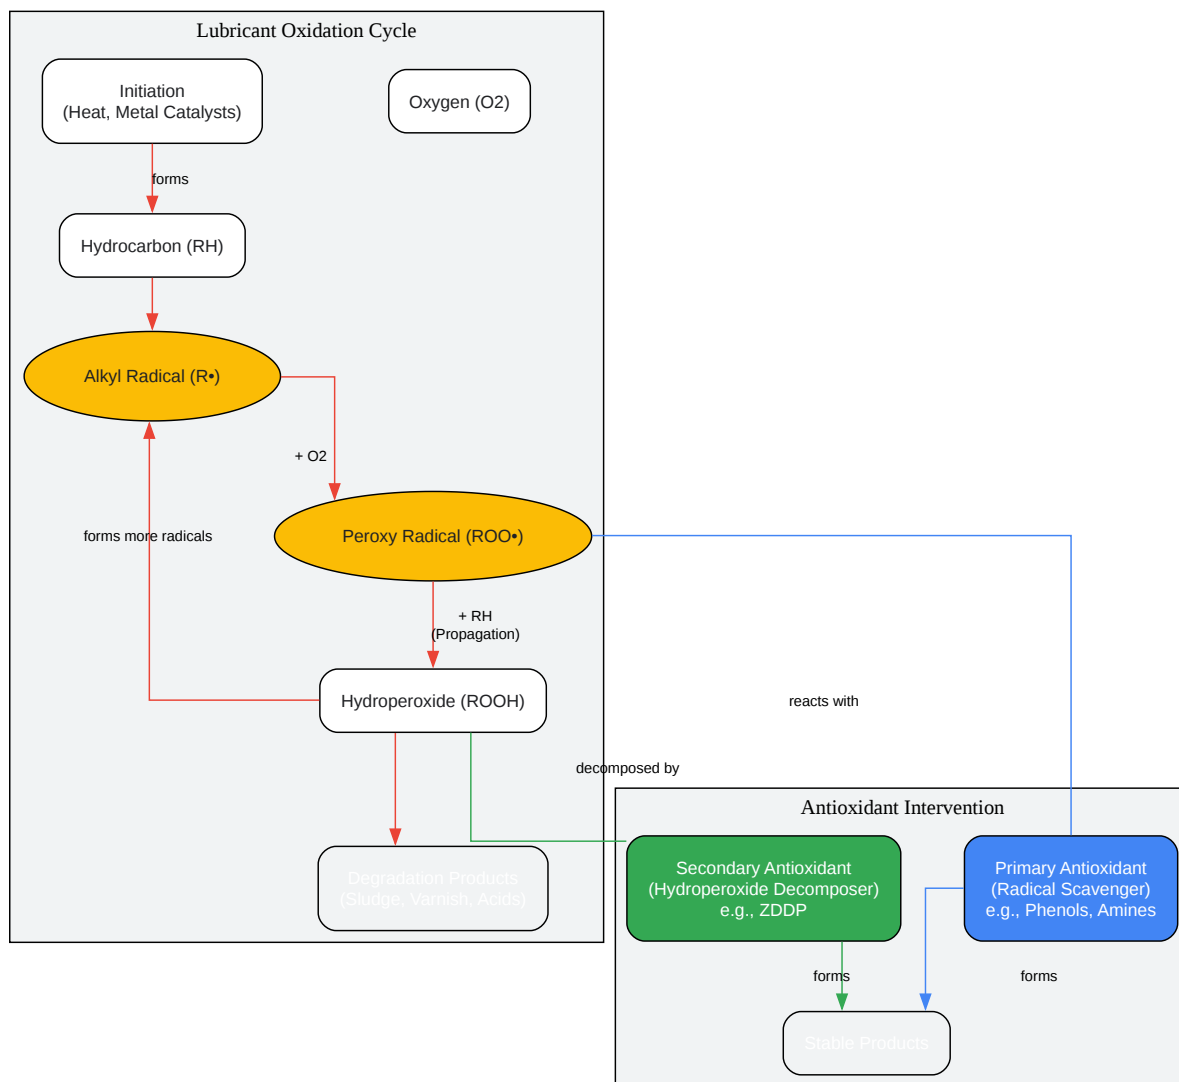 Lubricant Oxidation Cycle
Initiation
(Heat, Metal Catalysts)
Oxygen (O2)
forms
Hydrocarbon (RH)
Alkyl Radical (R•)
+ O2
forms more radicals
Peroxy Radical (ROO•)
+ RH
(Propagation)
Hydroperoxide (ROOH)
reacts with
decomposed by
Degradation Products
(Sludge, Varnish, Acids)
Antioxidant Intervention
Secondary Antioxidant
(Hydroperoxide Decomposer)
e.g., ZDDP
Primary Antioxidant
(Radical Scavenger)
e.g., Phenols, Amines
forms
forms
Stable Products